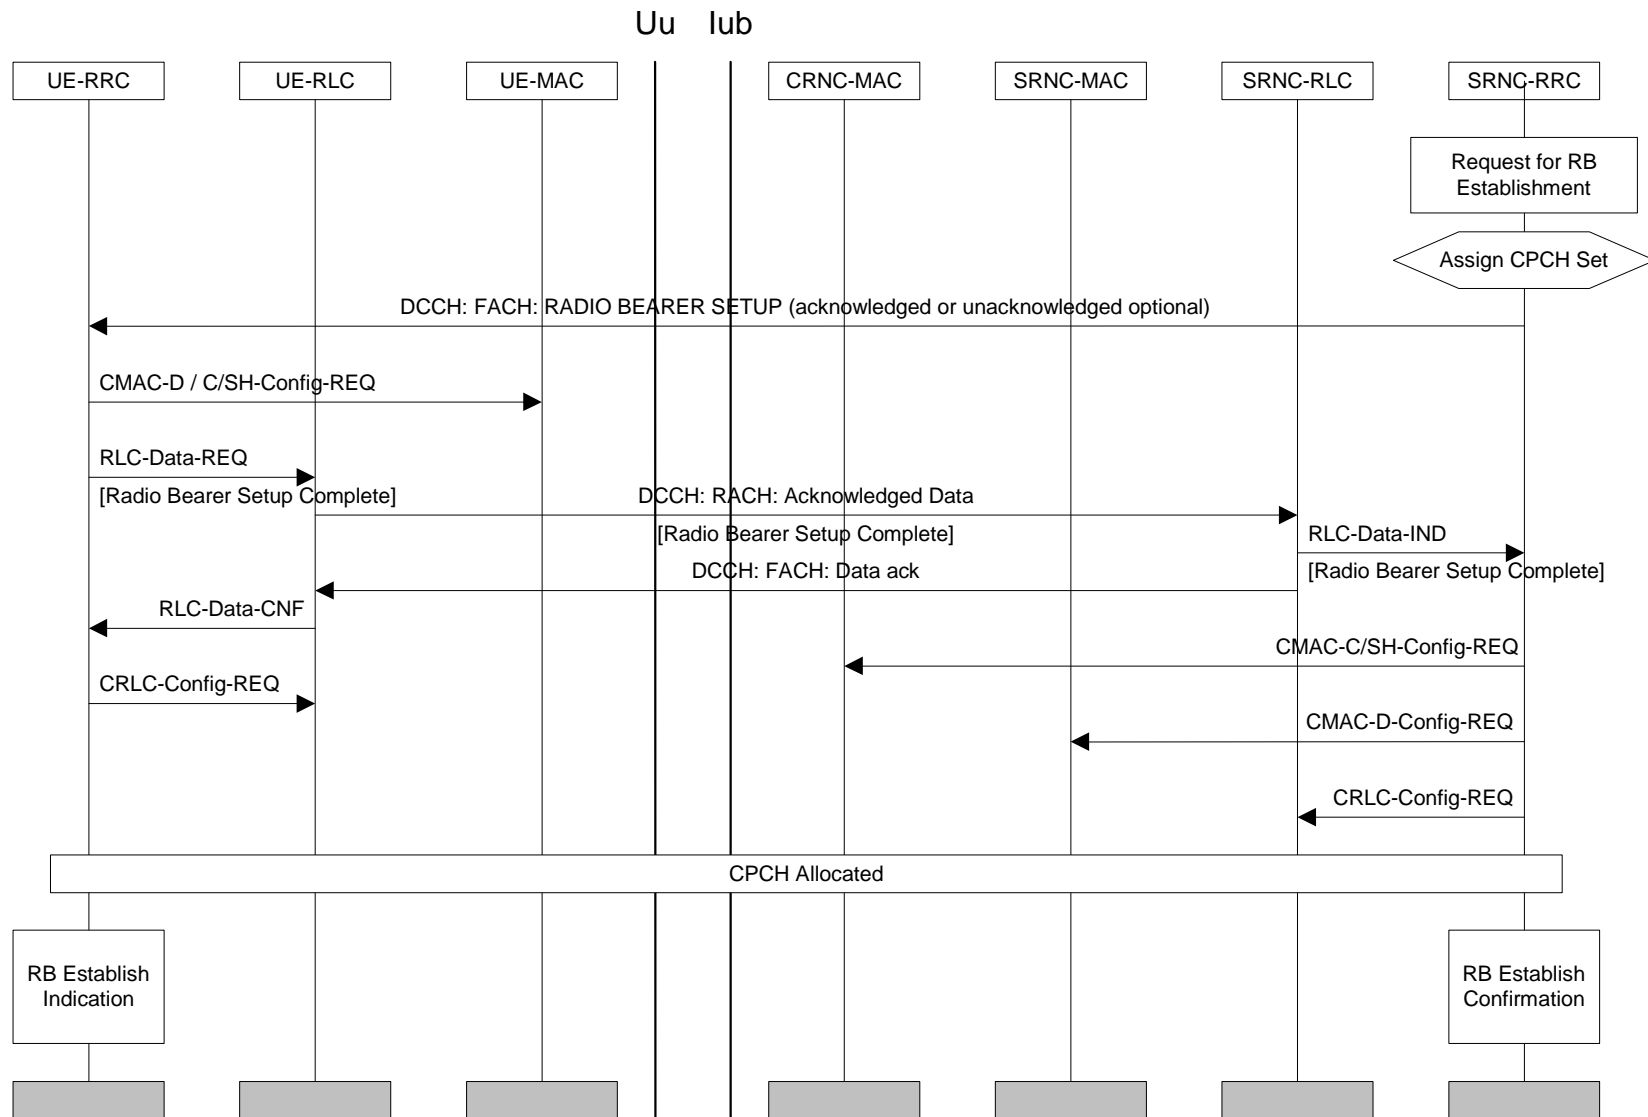 Uu Iub
UE-RRC UE-RLC UE-MAC CRNC-MAC SRNC-MAC SRNC-RLC SRNC-RRC
Request for RB
Establishment
Assign CPCH Set
DCCH: FACH: RADIO BEARER SETUP (acknowledged or unacknowledged optional)
CMAC-D / C/SH-Config-REQ
RLC-Data-REQ
[Radio Bearer Setup Complete]
DCCH: RACH: Acknowledged Data
[Radio Bearer Setup Complete]
RLC-Data-IND
[Radio Bearer Setup Complete]
DCCH: FACH: Data ack
RLC-Data-CNF
CMAC-C/SH-Config-REQ
CRLC-Config-REQ
CMAC-D-Config-REQ
CRLC-Config-REQ
CPCH Allocated
RB Establish
Indication
RB Establish
Confirmation